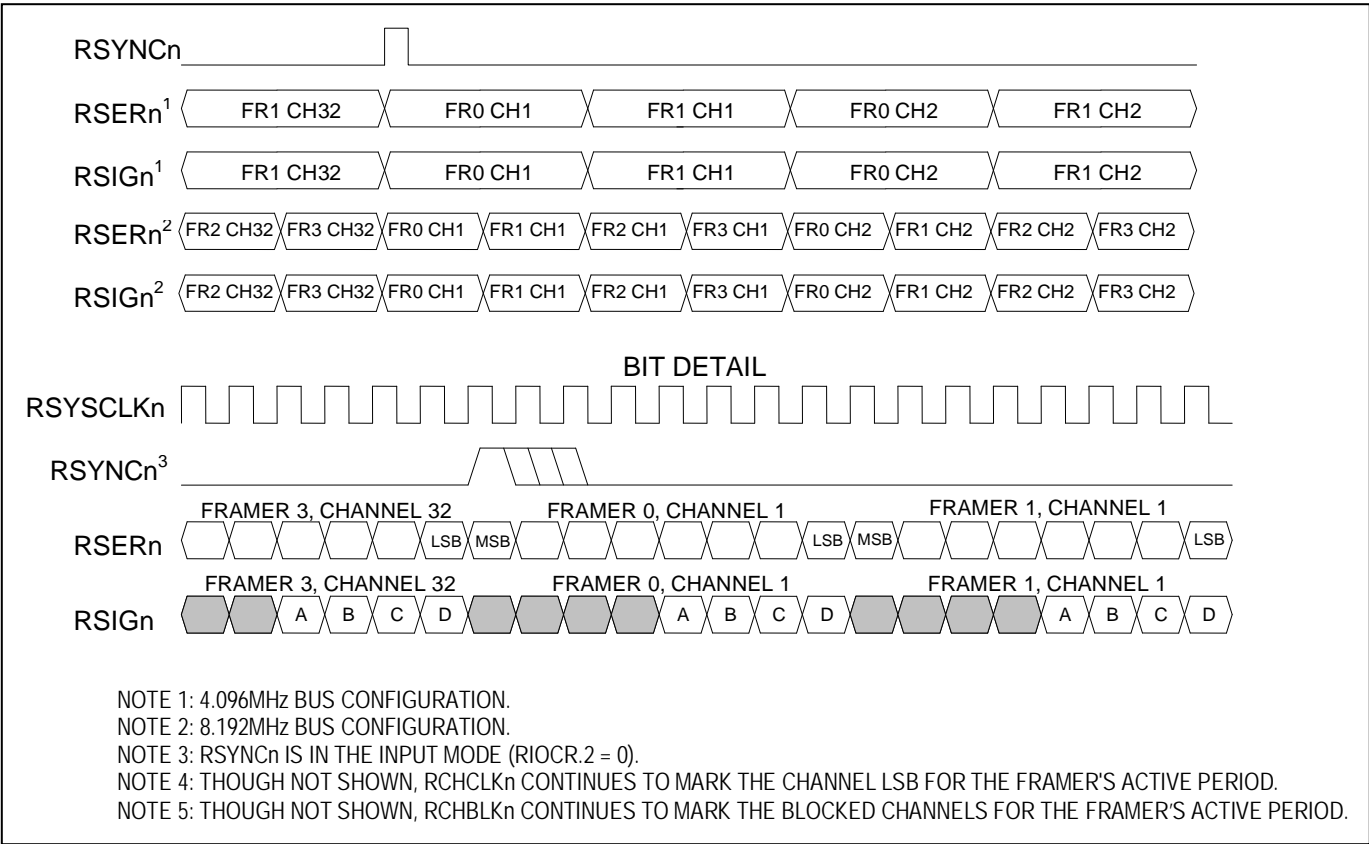 RSYNCn
RSERn¹ FR1 CH32 FR0 CH1 FR1 CH1 FR0 CH2 FR1 CH2
RSIGn¹ FR1 CH32 FR0 CH1 FR1 CH1 FR0 CH2 FR1 CH2
RSERn² FR2 CH32 FR3 CH32 FR0 CH1 FR1 CH1 FR2 CH1 FR3 CH1 FR0 CH2 FR1 CH2 FR2 CH2 FR3 CH2
RSIGn² FR2 CH32 FR3 CH32 FR0 CH1 FR1 CH1 FR2 CH1 FR3 CH1 FR0 CH2 FR1 CH2 FR2 CH2 FR3 CH2
BIT DETAIL
RSYSCLKn
RSYNCn³
FRAMER 3, CHANNEL 32 FRAMER 0, CHANNEL 1 FRAMER 1, CHANNEL 1
RSERn LSB MSB LSB MSB LSB
FRAMER 3, CHANNEL 32 FRAMER 0, CHANNEL 1 FRAMER 1, CHANNEL 1
RSIGn A B C D A B C D A B C D
NOTE 1: 4.096MHz BUS CONFIGURATION.
NOTE 2: 8.192MHz BUS CONFIGURATION.
NOTE 3: RSYNCn IS IN THE INPUT MODE (RIOCR.2 = 0).
NOTE 4: THOUGH NOT SHOWN, RCHCLKn CONTINUES TO MARK THE CHANNEL LSB FOR THE FRAMER'S ACTIVE PERIOD.
NOTE 5: THOUGH NOT SHOWN, RCHBLKn CONTINUES TO MARK THE BLOCKED CHANNELS FOR THE FRAMER'S ACTIVE PERIOD.